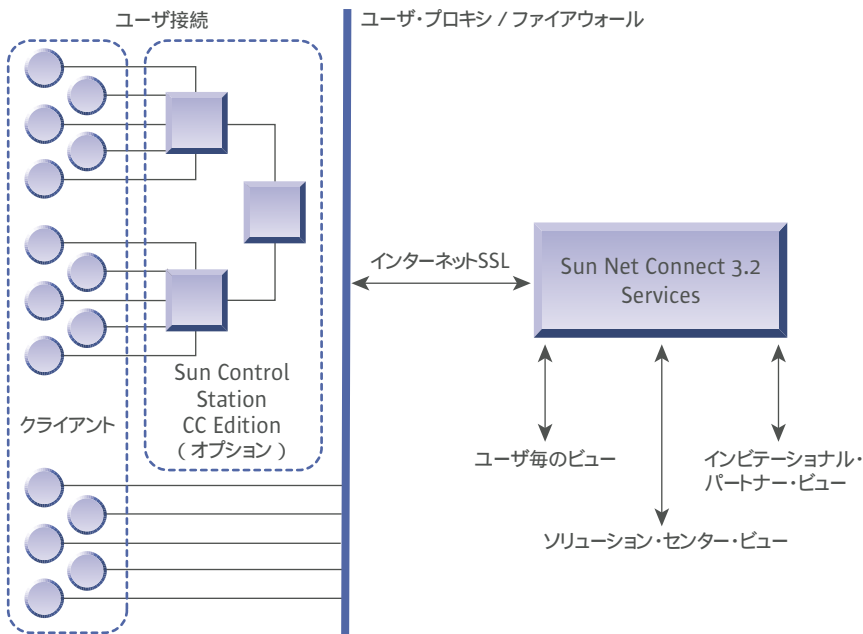 ユーザ接続
ユーザ・プロキシ / ファイアウォール
Sun Control
Station
CC Edition
( オプション )
クライアント
インターネットSSL
Sun Net Connect 3.2
Services
ユーザ毎のビュー
インビテーショナル・
パートナー・ビュー
ソリューション・センター・ビュー